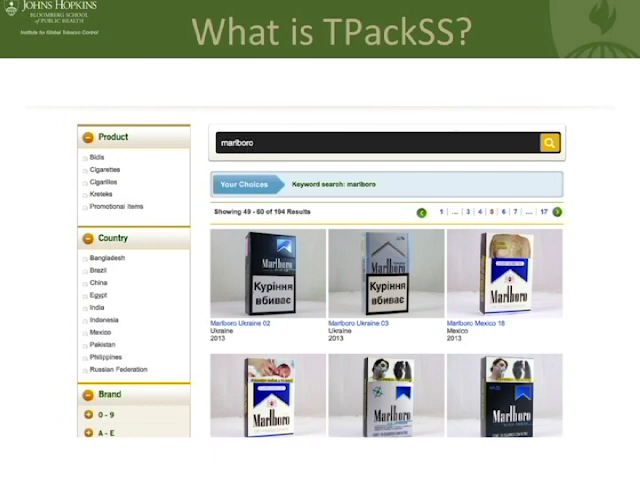 JOHNS HOPKINS
BLOOMBERG SCHOOL
of PUBLIC HEALTH
Institute for Global Tobacco Control
What is TPackSS?
Product
Bidis
Cigarettes
Cigarillos
Kreteks
Promotional Items
Country
Bangladesh
Brazil
China
Egypt
India
Indonesia
Mexico
Pakistan
Philippines
Russian Federation
Brand
0 - 9
A - E
marlboro
Your Choices
Keyword search: marlboro
Showing 49 - 60 of 194 Results
1 | ... | 3 | 4 | 5 | 6 | 7 | ... | 17
Marlboro
Куріння
вбиває
Marlboro
Куріння
вбиває
Marlboro
Marlboro Ukraine 02
Ukraine
2013
Marlboro Ukraine 03
Ukraine
2013
Marlboro Mexico 18
Mexico
2013
Marlboro
Marlboro
Marlboro